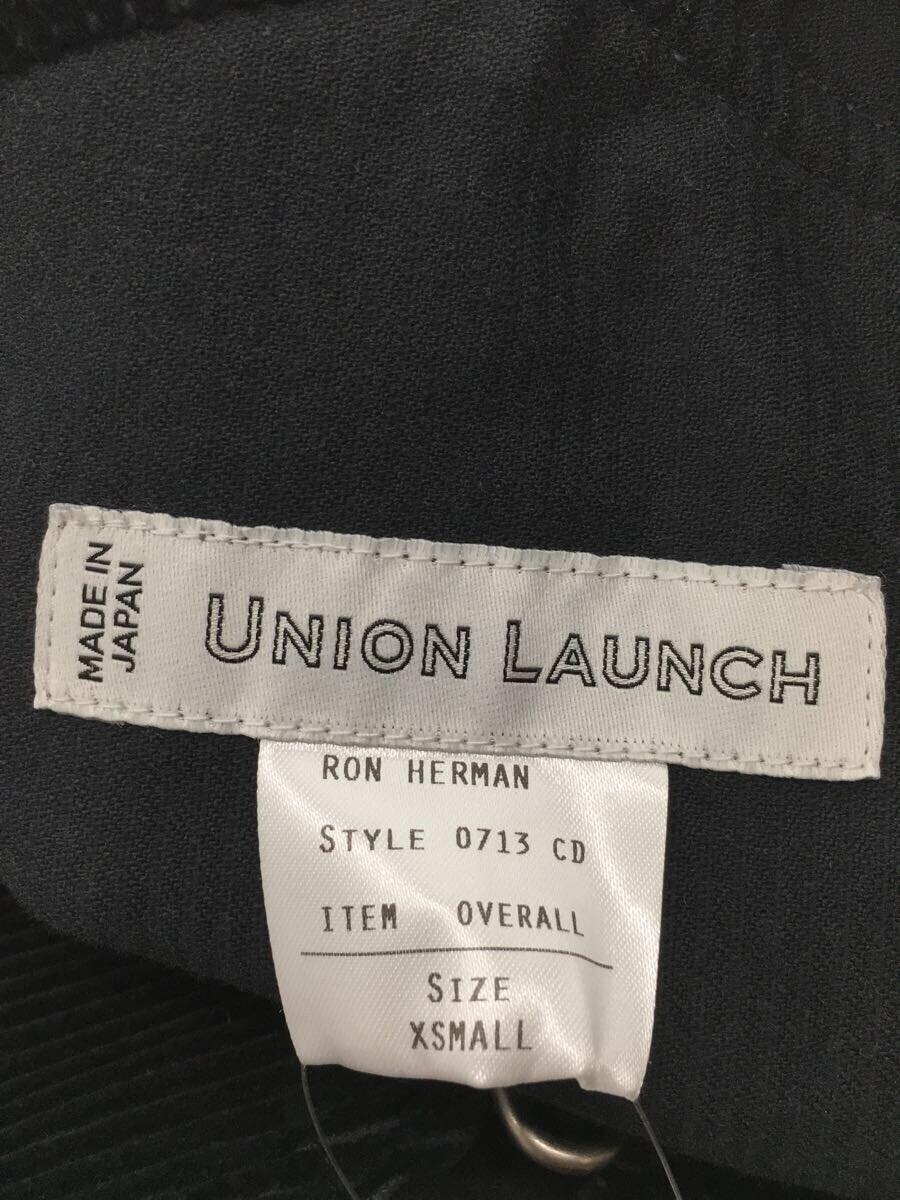 MADE IN
JAPAN
UNION LAUNCH
RON HERMAN
STYLE 0713 CD
ITEM OVERALL
SIZE
XSMALL